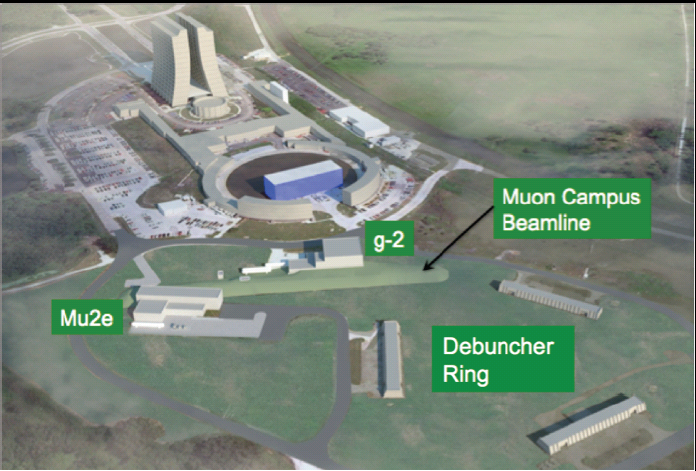 Muon Campus
Beamline
g-2
Mu2e
Debuncher
Ring